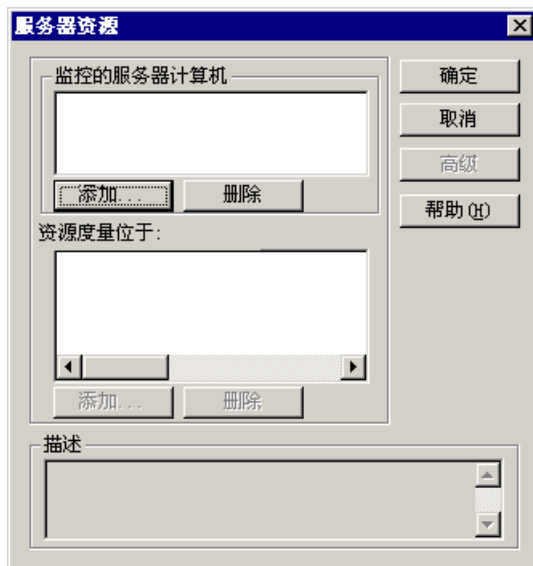 服务器资源
监控的服务器计算机
添加...
删除
资源度量位于:
添加...
删除
描述
确定
取消
高级
帮助(H)